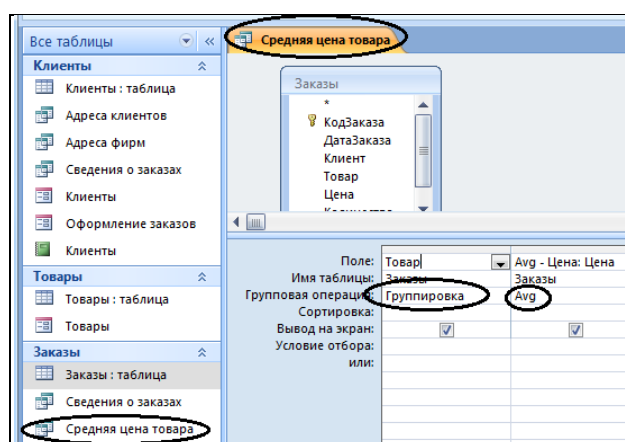 Все таблицы
Клиенты
Клиенты : таблица
Адреса клиентов
Адреса фирм
Сведения о заказах
Клиенты
Оформление заказов
Клиенты
Товары
Товары : таблица
Товары
Заказы
Заказы : таблица
Сведения о заказах
Средняя цена товара
Средняя цена товара
Заказы
*
КодЗаказа
ДатаЗаказа
Клиент
Товар
Цена
Поле: Товар Avg - Цена: Цена
Имя таблицы: Заказы Заказы
Групповая операция: Группировка Avg
Сортировка:
Вывод на экран:
Условие отбора:
или: